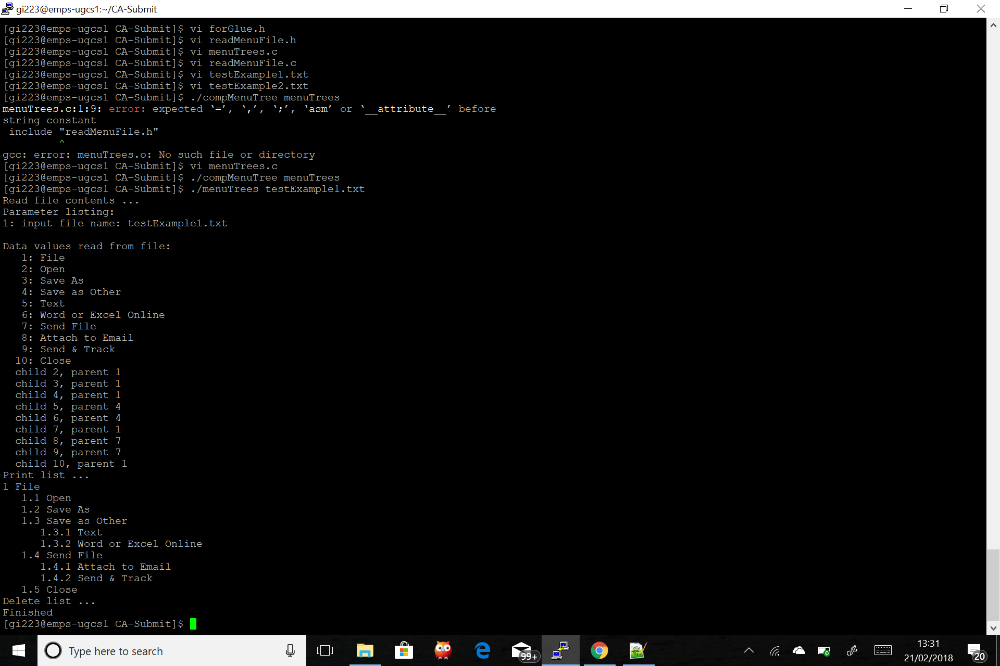 gi223@emps-ugcs1:~/CA-Submit
[gi223@emps-ugcs1 CA-Submit]$ vi forGlue.h
[gi223@emps-ugcs1 CA-Submit]$ vi readMenuFile.h
[gi223@emps-ugcs1 CA-Submit]$ vi menuTrees.c
[gi223@emps-ugcs1 CA-Submit]$ vi readMenuFile.c
[gi223@emps-ugcs1 CA-Submit]$ vi testExample1.txt
[gi223@emps-ugcs1 CA-Submit]$ vi testExample2.txt
[gi223@emps-ugcs1 CA-Submit]$ ./compMenuTree menuTrees
menuTrees.c:1:9: error: expected ‘=’, ‘,’, ‘;’, ‘asm’ or ‘__attribute__’ before
string constant
 include "readMenuFile.h"
         ^
gcc: error: menuTrees.o: No such file or directory
[gi223@emps-ugcs1 CA-Submit]$ vi menuTrees.c
[gi223@emps-ugcs1 CA-Submit]$ ./compMenuTree menuTrees
[gi223@emps-ugcs1 CA-Submit]$ ./menuTrees testExample1.txt
Read file contents ...
Parameter listing:
1: input file name: testExample1.txt

Data values read from file:
   1: File
   2: Open
   3: Save As
   4: Save as Other
   5: Text
   6: Word or Excel Online
   7: Send File
   8: Attach to Email
   9: Send & Track
  10: Close
  child 2, parent 1
  child 3, parent 1
  child 4, parent 1
  child 5, parent 4
  child 6, parent 4
  child 7, parent 1
  child 8, parent 7
  child 9, parent 7
  child 10, parent 1
Print list ...
1 File
   1.1 Open
   1.2 Save As
   1.3 Save as Other
      1.3.1 Text
      1.3.2 Word or Excel Online
   1.4 Send File
      1.4.1 Attach to Email
      1.4.2 Send & Track
   1.5 Close
Delete list ...
Finished
[gi223@emps-ugcs1 CA-Submit]$
Type here to search
99+
13:31
21/02/2018
20